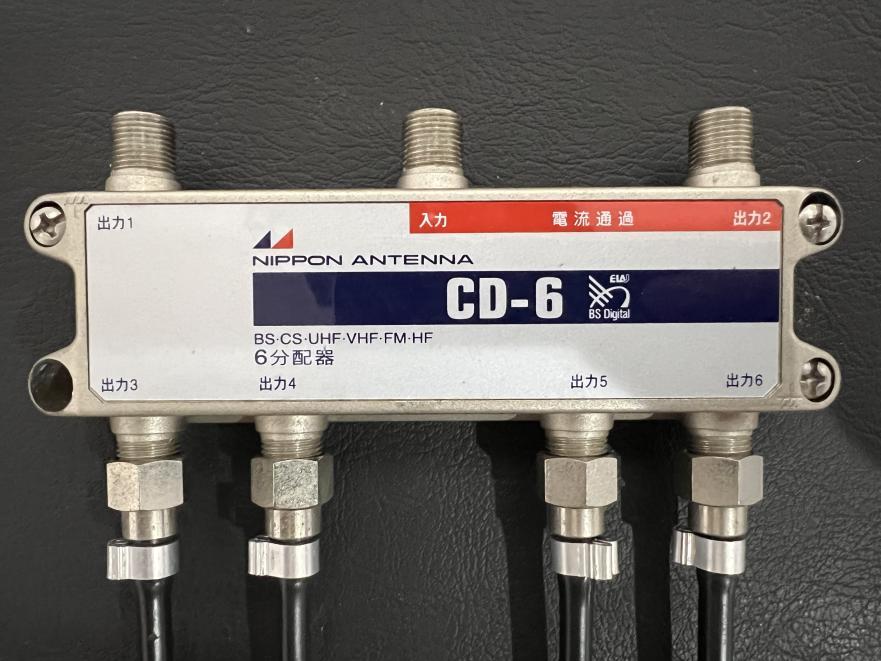 出力1
入力 電流通過 出力2
NIPPON ANTENNA
CD-6
EIAJ
BS Digital
BS·CS·UHF·VHF·FM·HF
6分配器
出力3 出力4 出力5 出力6